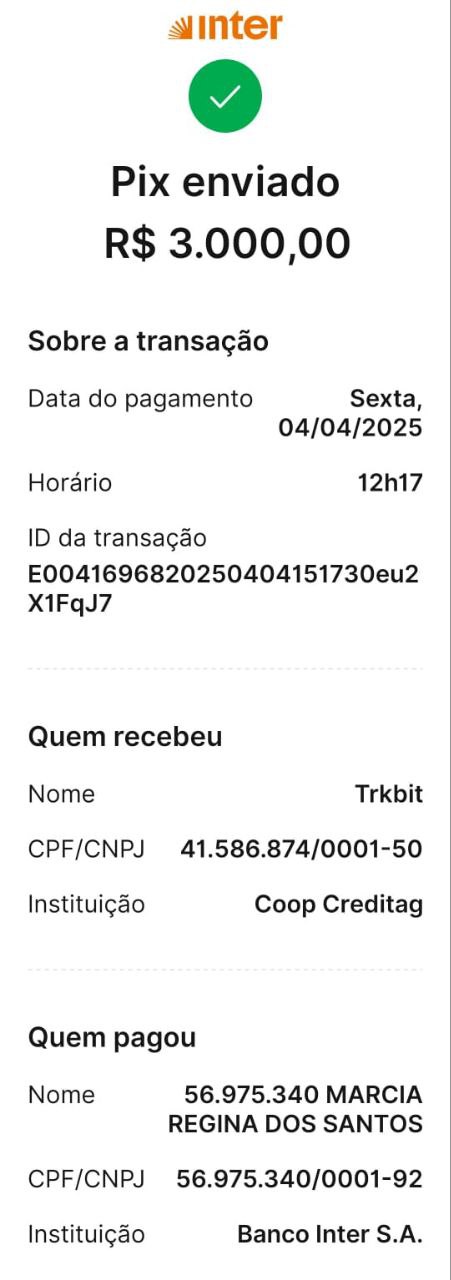 inter
Pix enviado
R$ 3.000,00
Sobre a transação
Data do pagamento Sexta,
04/04/2025
Horário 12h17
ID da transação
E0041696820250404151730eu2
X1FqJ7
Quem recebeu
Nome Trkbit
CPF/CNPJ 41.586.874/0001-50
Instituição Coop Creditag
Quem pagou
Nome 56.975.340 MARCIA
REGINA DOS SANTOS
CPF/CNPJ 56.975.340/0001-92
Instituição Banco Inter S.A.